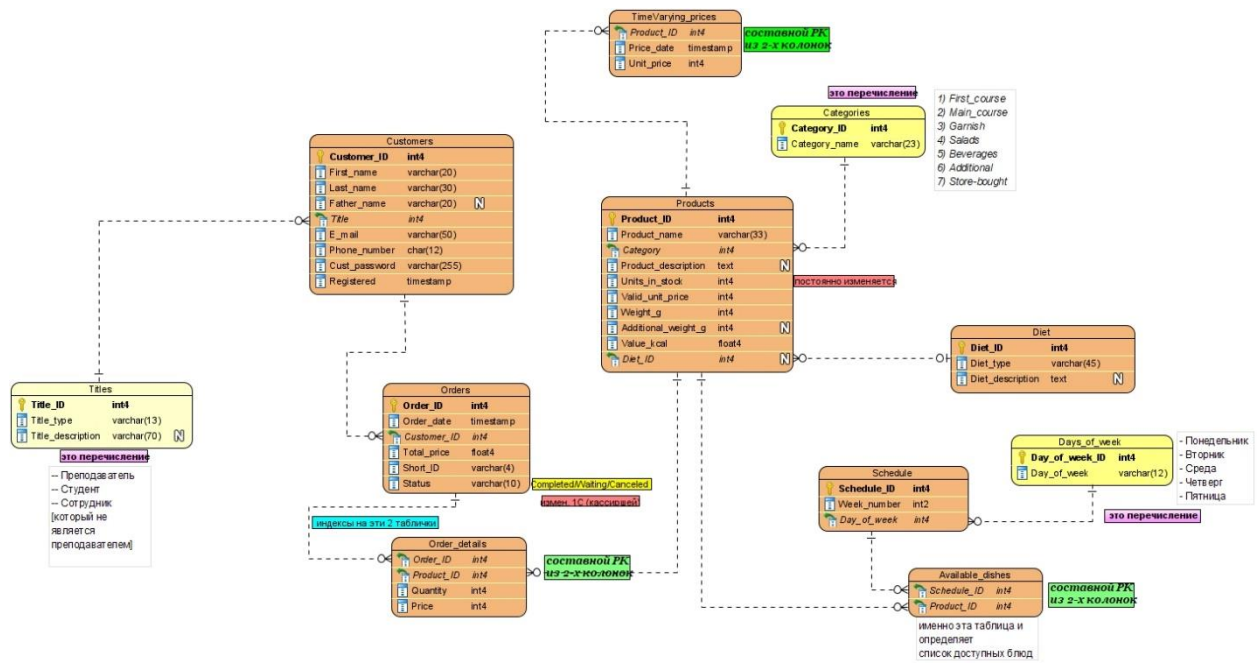 TimeVarying_prices
Product_ID int4
Price_date timestamp
Unit_price int4
составной РК
из 2-х колонок
это перечисление
Categories
Category_ID int4
Category_name varchar(23)
1) First_course
2) Main_course
3) Garnish
4) Salads
5) Beverages
6) Additional
7) Store-bought
Customers
Customer_ID int4
First_name varchar(20)
Last_name varchar(30)
Father_name varchar(20) N
Title int4
E_mail varchar(50)
Phone_number char(12)
Cust_password varchar(255)
Registered timestamp
Products
Product_ID int4
Product_name varchar(33)
Category int4
Product_description text N
Units_in_stock int4
Valid_unit_price int4
Weight_g int4
Additional_weight_g int4 N
Value_kcal float4
Diet_ID int4 N
постоянно изменяется
Diet
Diet_ID int4
Diet_type varchar(45)
Diet_description text N
Titles
Title_ID int4
Title_type varchar(13)
Title_description varchar(70) N
это перечисление
-- Преподаватель
-- Студент
-- Сотрудник
[который не
является
преподавателем]
Orders
Order_ID int4
Order_date timestamp
Customer_ID int4
Total_price float4
Short_ID varchar(4)
Status varchar(10)
Completed/Waiting/Canceled
измен. 1С (кассиршей)
индексы на эти 2 таблички
Order_details
Order_ID int4
Product_ID int4
Quantity int4
Price int4
составной РК
из 2-х колонок
Days_of_week
Day_of_week_ID int4
Day_of_week varchar(12)
- Понедельник
- Вторник
- Среда
- Четверг
- Пятница
это перечисление
Schedule
Schedule_ID int4
Week_number int2
Day_of_week int4
Available_dishes
Schedule_ID int4
Product_ID int4
составной РК
из 2-х колонок
именно эта таблица и
определяет
список доступных блюд